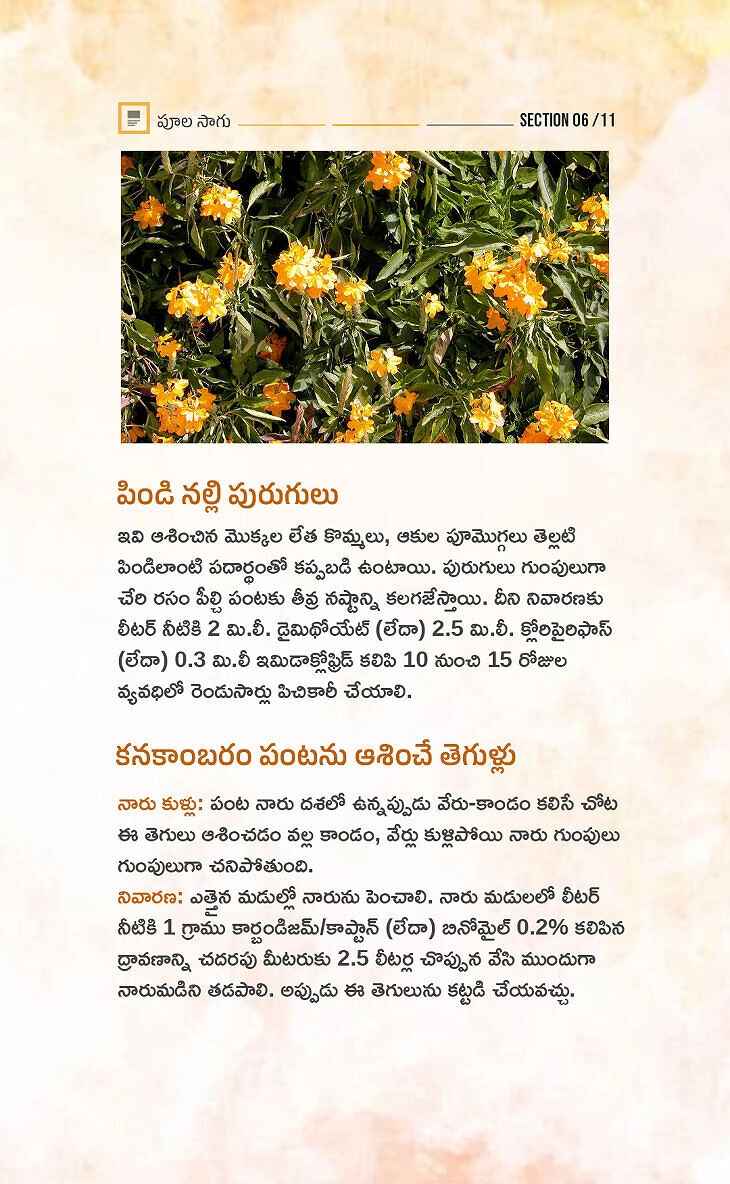 పూల సాగు
SECTION 06 / 11
పిండి నల్లి పురుగులు
ఇవి ఆశించిన మొక్కల లేత కొమ్మలు, ఆకుల పూమొగ్గలు తెల్లటి
పిండిలాంటి పదార్థంతో కప్పబడి ఉంటాయి. పురుగులు గుంపులుగా
చేరి రసం పీల్చి పంటకు తీవ్ర నష్టాన్ని కలగజేస్తాయి. దీని నివారణకు
లీటర్ నీటికి 2 మి.లీ. డైమిథోయేట్ (లేదా) 2.5 మి.లీ. క్లోరిపైరిఫాస్
(లేదా) 0.3 మి.లీ ఇమిడాక్లోఫ్రిడ్ కలిపి 10 నుంచి 15 రోజుల
వ్యవధిలో రెండుసార్లు పిచికారీ చేయాలి.
కనకాంబరం పంటను ఆశించే తెగుళ్లు
నారు కుళ్లు: పంట నారు దశలో ఉన్నప్పుడు వేరు-కాండం కలిసే చోట
ఈ తెగులు ఆశించడం వల్ల కాండం, వేర్లు కుళ్లిపోయి నారు గుంపులు
గుంపులుగా చనిపోతుంది.
నివారణ: ఎత్తైన మడుల్లో నారును పెంచాలి. నారు మడులలో లీటర్
నీటికి 1 గ్రాము కార్బండిజమ్/కాప్టాన్ (లేదా) బినోమైల్ 0.2% కలిపిన
ద్రావణాన్ని చదరపు మీటరుకు 2.5 లీటర్ల చొప్పున వేసి ముందుగా
నారుమడిని తడపాలి. అప్పుడు ఈ తెగులును కట్టడి చేయవచ్చు.